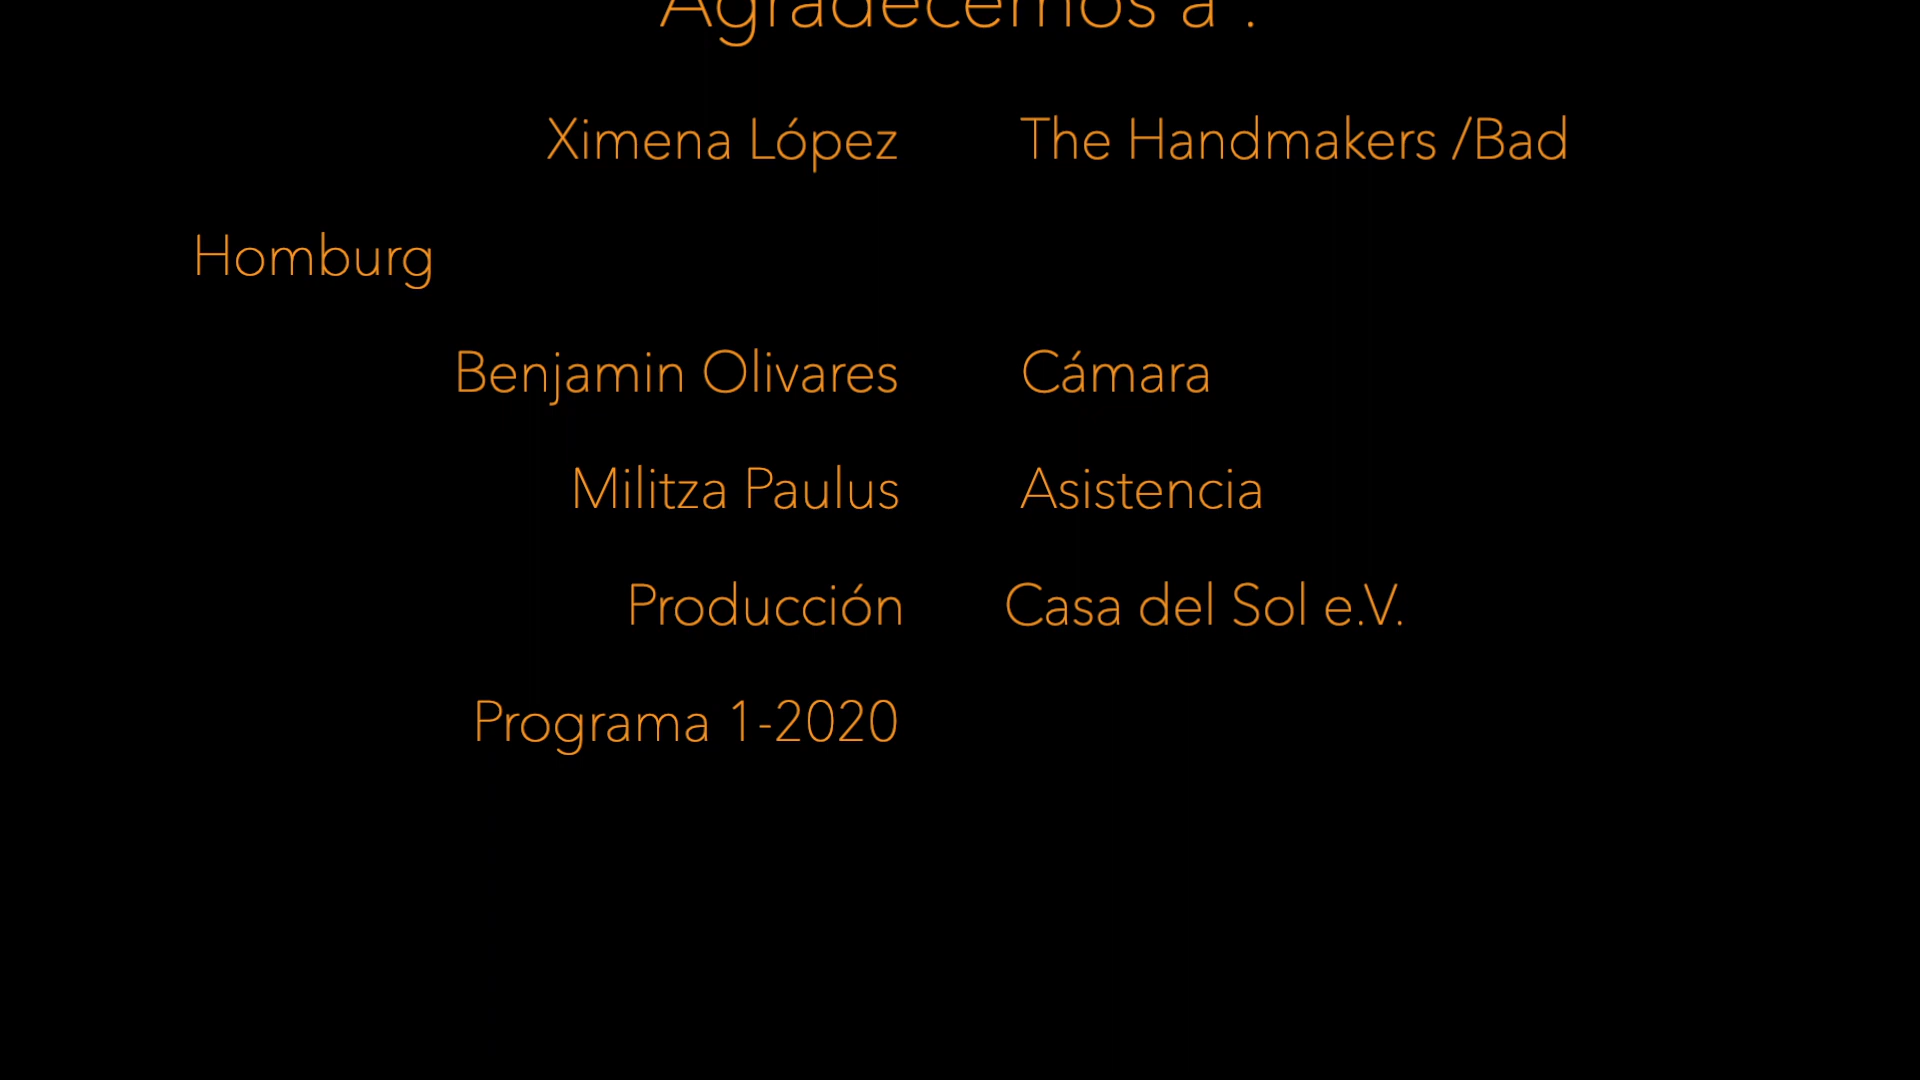 Agradecemos a :
Ximena López The Handmakers /Bad
Homburg
Benjamin Olivares Cámara
Militza Paulus Asistencia
Producción Casa del Sol e.V.
Programa 1-2020